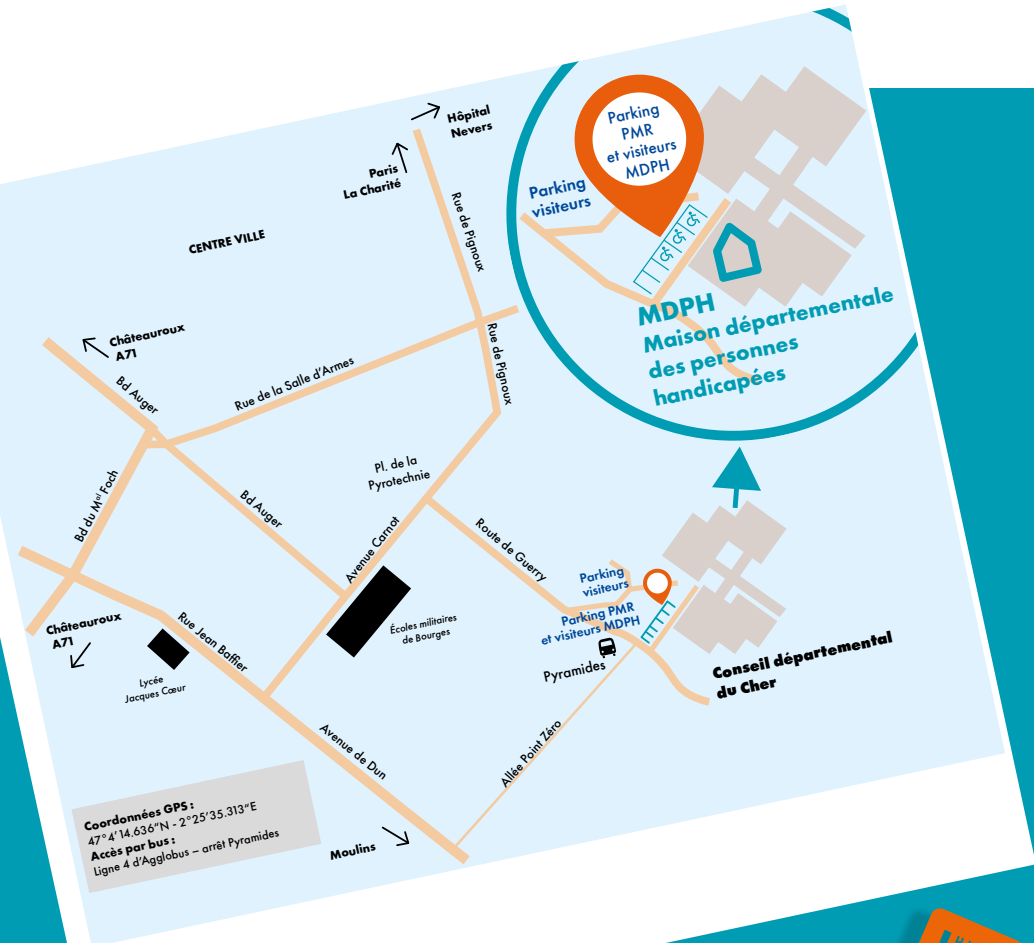 Hôpital
Nevers
Paris
La Charité
Rue de Pignoux
CENTRE VILLE
Parking
PMR
et visiteurs
MDPH
Parking
visiteurs
MDPH
Maison départementale
des personnes
handicapées
Châteauroux
A71
Bd Auger
Rue de la Salle d'Armes
Rue de Pignoux
Pl. de la
Pyrotechnie
Bd du Mal Foch
Bd Auger
Avenue Carnot
Route de Guerry
Parking
visiteurs
Parking PMR
et visiteurs MDPH
Pyramides
Écoles militaires
de Bourges
Châteauroux
A71
Rue Jean Baffier
Lycée
Jacques Cœur
Conseil départemental
du Cher
Allée Point Zéro
Avenue de Dun
Moulins
Coordonnées GPS :
47°4'14.636"N - 2°25'35.313"E
Accès par bus :
Ligne 4 d'Agglobus – arrêt Pyramides